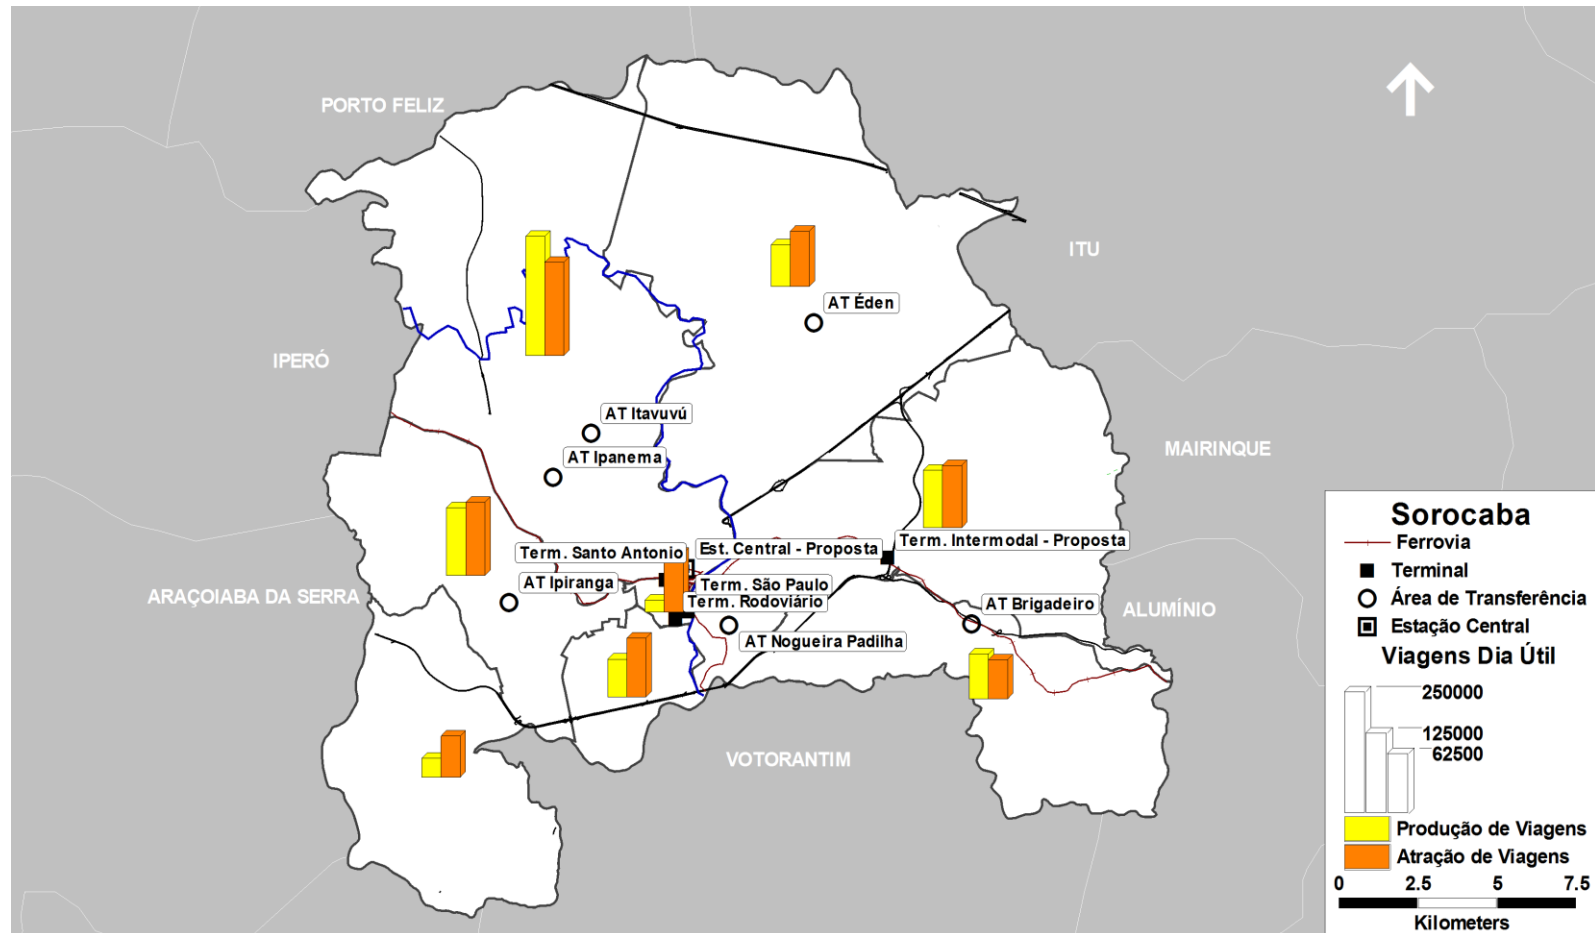 PORTO FELIZ
ITU
AT Éden
IPERÓ
AT Itavuvú
AT Ipanema
MAIRINQUE
Term. Santo Antonio
Est. Central - Proposta
Term. Intermodal - Proposta
AT Ipiranga
Term. São Paulo
Term. Rodoviário
ARAÇOIABA DA SERRA
AT Brigadeiro
ALUMÍNIO
AT Nogueira Padilha
VOTORANTIM
Sorocaba
Ferrovia
Terminal
Área de Transferência
Estação Central
Viagens Dia Útil
250000
125000
62500
Produção de Viagens
Atração de Viagens
0 2.5 5 7.5
Kilometers